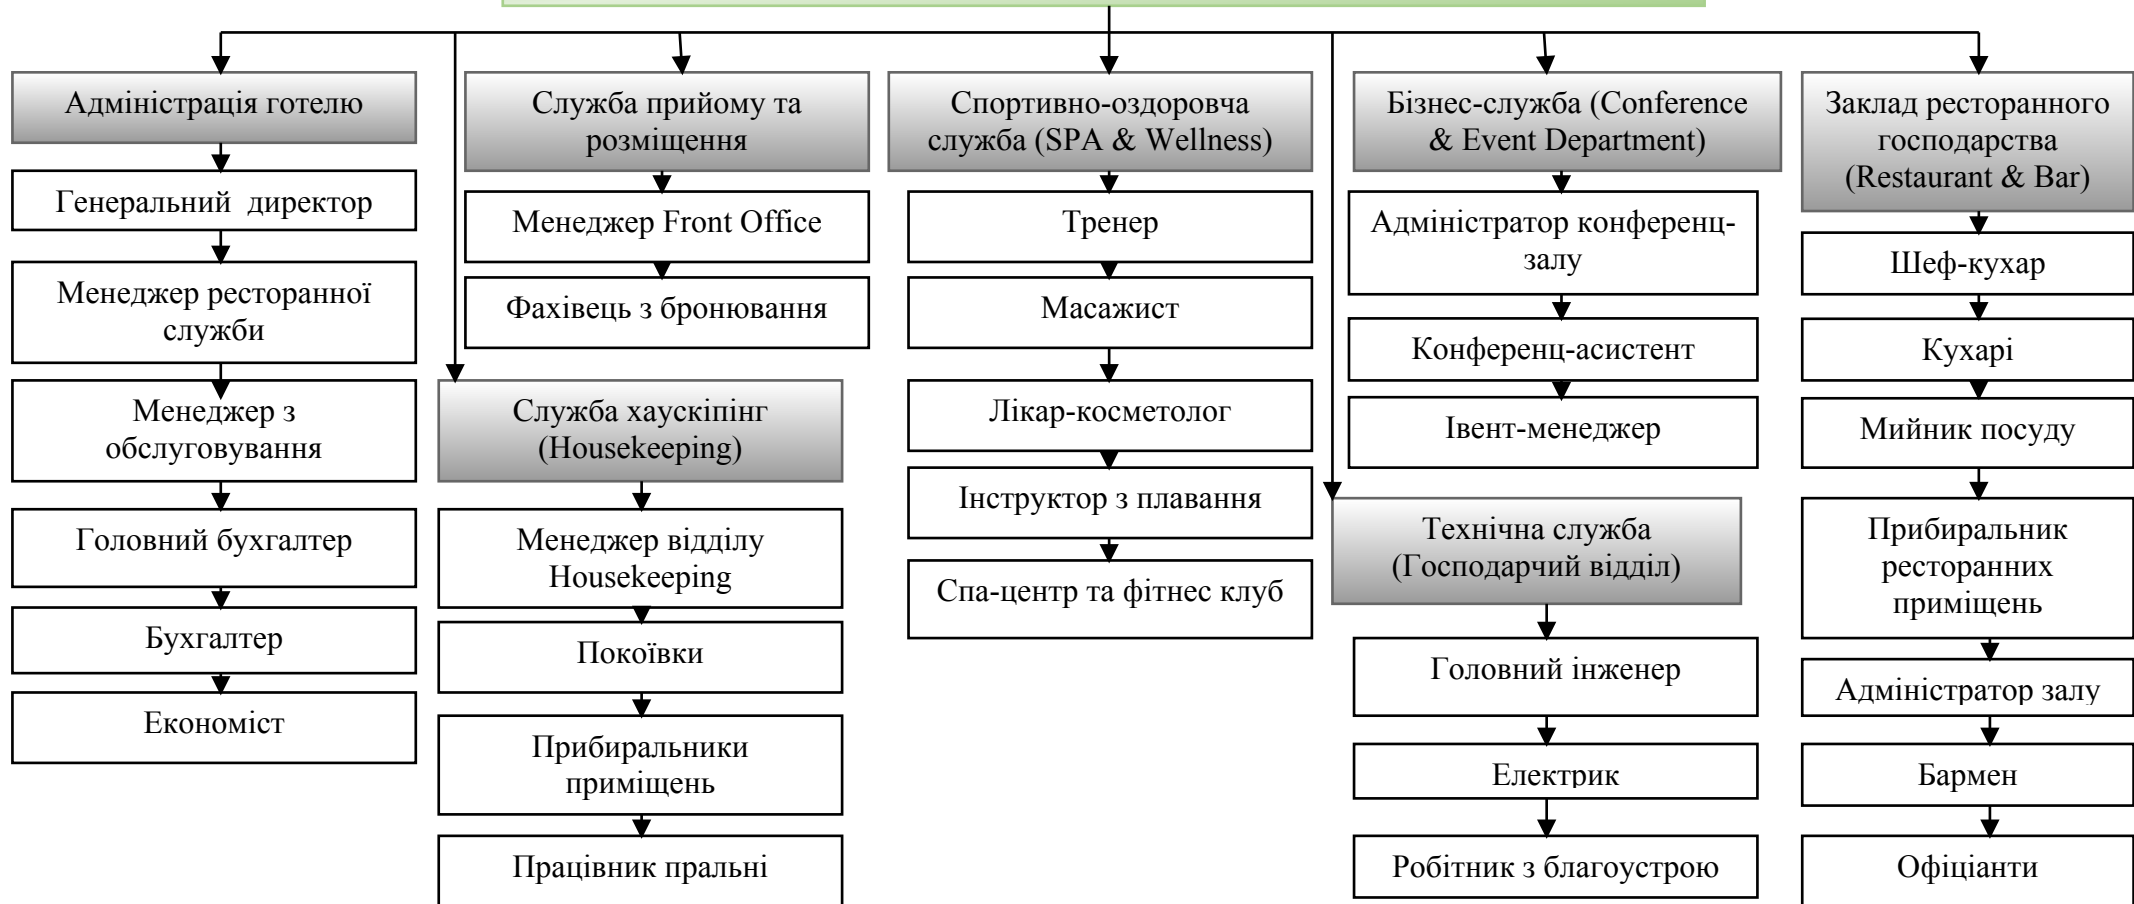 Адміністрація готелю
Генеральний директор
Менеджер ресторанної
служби
Менеджер з
обслуговування
Головний бухгалтер
Бухгалтер
Економіст
Служба прийому та
розміщення
Менеджер Front Office
Фахівець з бронювання
Служба хаускіпінг
(Housekeeping)
Менеджер відділу
Housekeeping
Покоївки
Прибиральники
приміщень
Працівник пральні
Спортивно-оздоровча
служба (SPA & Wellness)
Тренер
Масажист
Лікар-косметолог
Інструктор з плавання
Спа-центр та фітнес клуб
Бізнес-служба (Conference
& Event Department)
Адміністратор конференц-
залу
Конференц-асистент
Івент-менеджер
Технічна служба
(Господарчий відділ)
Головний інженер
Електрик
Робітник з благоустрою
Заклад ресторанного
господарства
(Restaurant & Bar)
Шеф-кухар
Кухарі
Мийник посуду
Прибиральник
ресторанних
приміщень
Адміністратор залу
Бармен
Офіціанти